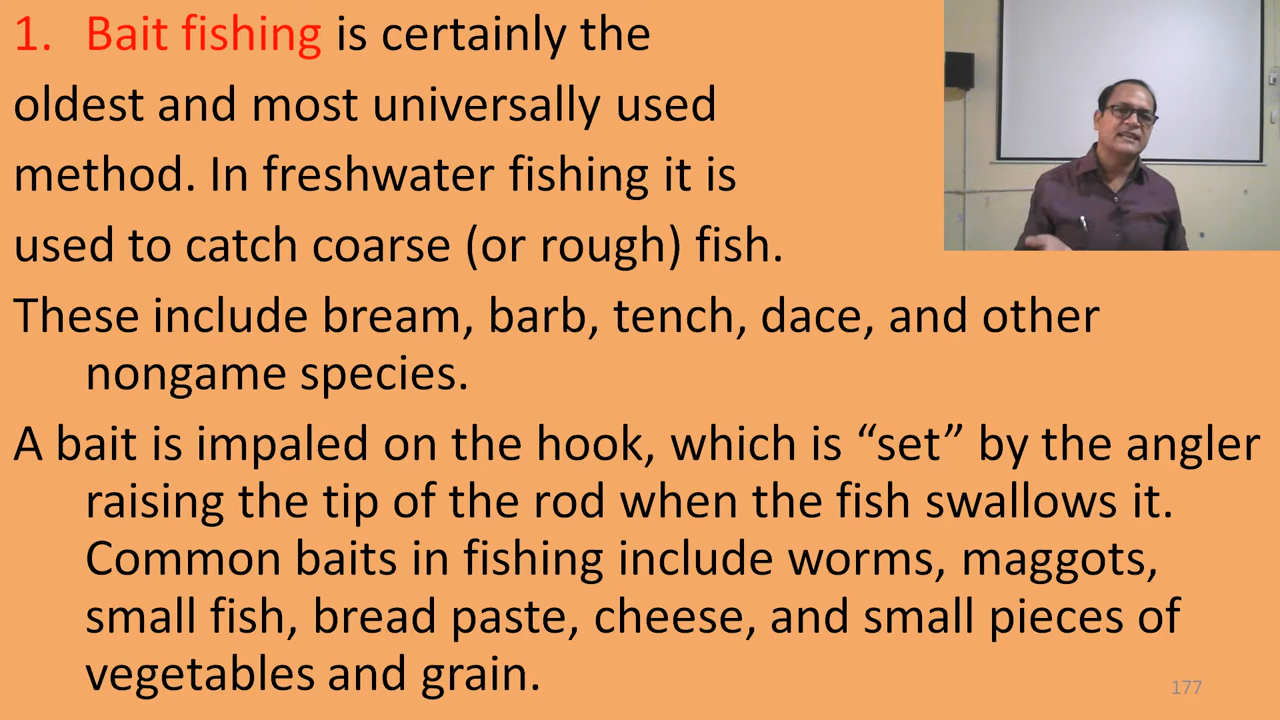 1. Bait fishing is certainly the
oldest and most universally used
method. In freshwater fishing it is
used to catch coarse (or rough) fish.
These include bream, barb, tench, dace, and other
nongame species.
A bait is impaled on the hook, which is “set” by the angler
raising the tip of the rod when the fish swallows it.
Common baits in fishing include worms, maggots,
small fish, bread paste, cheese, and small pieces of
vegetables and grain.
177